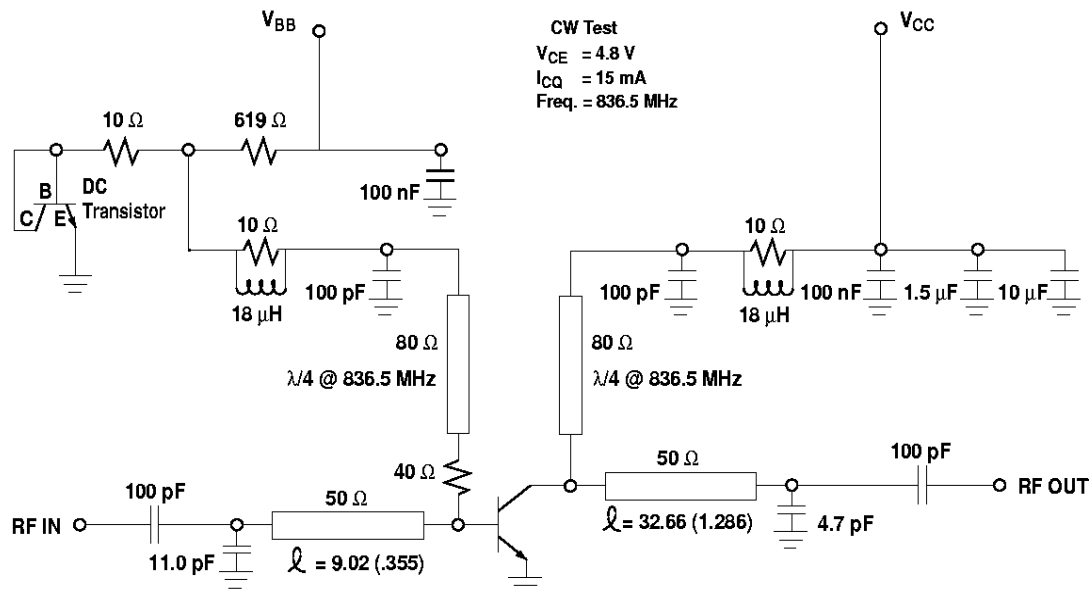 V_BB
CW Test
V_CE = 4.8 V
I_CQ = 15 mA
Freq. = 836.5 MHz
V_CC
10 Ω
619 Ω
100 nF
B
C
E
DC
Transistor
10 Ω
18 μH
100 pF
80 Ω
λ/4 @ 836.5 MHz
40 Ω
100 pF
10 Ω
18 μH
100 nF
1.5 μF
10 μF
80 Ω
λ/4 @ 836.5 MHz
RF IN
100 pF
11.0 pF
50 Ω
ℓ = 9.02 (.355)
50 Ω
ℓ = 32.66 (1.286)
4.7 pF
100 pF
RF OUT